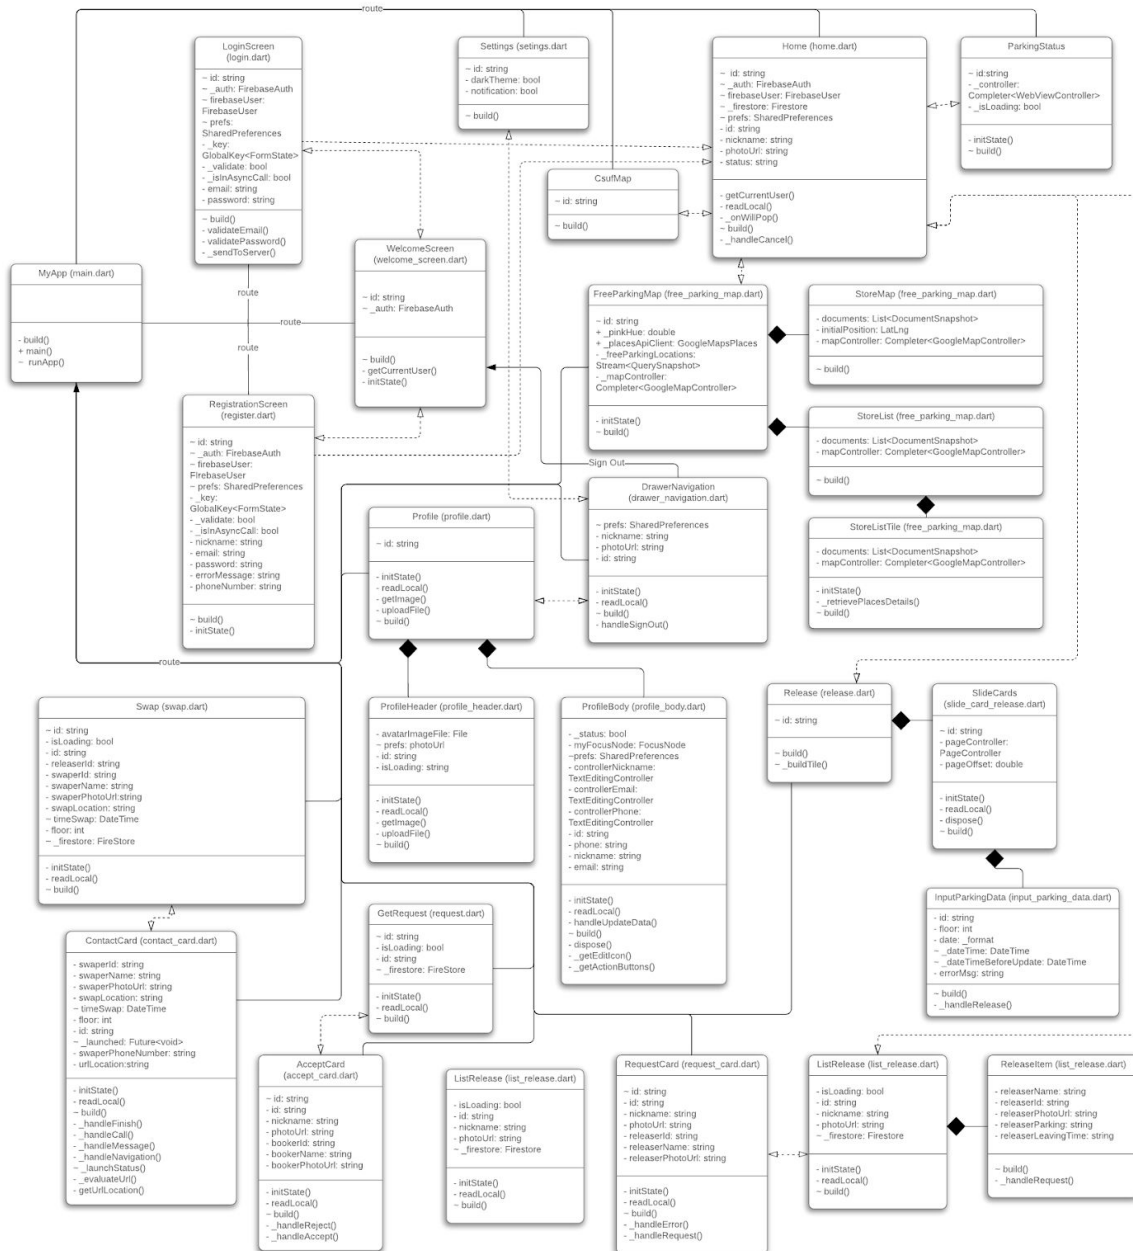 route
LoginScreen
(login.dart)
~ id: string
~ _auth: FirebaseAuth
~ firebaseUser:
FirebaseUser
~ prefs:
SharedPreferences
- _key:
GlobalKey<FormState>
- _validate: bool
- _isInAsyncCall: bool
- email: string
- password: string
~ build()
- validateEmail()
- validatePassword()
- _sendToServer()
Settings (setings.dart
~ id: string
- darkTheme: bool
- notification: bool
~ build()
Home (home.dart)
~ id: string
~ _auth: FirebaseAuth
~ firebaseUser: FirebaseUser
~ _firestore: Firestore
~ prefs: SharedPreferences
- id: string
- nickname: string
- photoUrl: string
- status: string
- getCurrentUser()
- readLocal()
- _onWillPop()
~ build()
- _handleCancel()
ParkingStatus
~ id:string
- _controller:
Completer<WebViewController>
- _isLoading: bool
- initState()
~ build()
CsufMap
~ id: string
~ build()
MyApp (main.dart)
- build()
+ main()
~ runApp()
route
route
route
WelcomeScreen
(welcome_screen.dart)
~ id: string
~ _auth: FirebaseAuth
~ build()
- getCurrentUser()
- initState()
FreeParkingMap (free_parking_map.dart)
~ id: string
+ _pinkHue: double
+ _placesApiClient: GoogleMapsPlaces
- _freeParkingLocations:
Stream<QuerySnapshot>
- _mapController:
Completer<GoogleMapController>
- initState()
~ build()
StoreMap (free_parking_map.dart)
- documents: List<DocumentSnapshot>
- initialPosition: LatLng
- mapController: Completer<GoogleMapController>
~ build()
StoreList (free_parking_map.dart)
- documents: List<DocumentSnapshot>
- mapController: Completer<GoogleMapController>
~ build()
StoreListTile (free_parking_map.dart)
- documents: List<DocumentSnapshot>
- mapController: Completer<GoogleMapController>
- initState()
- _retrievePlacesDetails()
~ build()
RegistrationScreen
(register.dart)
~ id: string
~ _auth: FirebaseAuth
~ firebaseUser:
FIrebaseUser
~ prefs: SharedPreferences
- _key:
GlobalKey<FormState>
- _validate: bool
- _isInAsyncCall: bool
- nickname: string
- email: string
- password: string
- errorMessage: string
- phoneNumber: string
~ build()
- initState()
Sign Out
DrawerNavigation
(drawer_navigation.dart)
~ prefs: SharedPreferences
- nickname: string
- photoUrl: string
- id: string
- initState()
- readLocal()
~ build()
- handleSignOut()
Profile (profile.dart)
~ id: string
- initState()
- readLocal()
- getImage()
- uploadFile()
~ build()
route
Swap (swap.dart)
~ id: string
- isLoading: bool
- id: string
- releaserId: string
- swaperId: string
- swaperName: string
- swaperPhotoUrl:string
- swapLocation: string
~ timeSwap: DateTime
- floor: int
~ _firestore: FireStore
- initState()
- readLocal()
~ build()
ProfileHeader (profile_header.dart)
- avatarImageFile: File
~ prefs: photoUrl
- id: string
- isLoading: string
- initState()
- readLocal()
- getImage()
- uploadFile()
~ build()
ProfileBody (profile_body.dart)
- _status: bool
- myFocusNode: FocusNode
~prefs: SharedPreferences
- controllerNickname:
TextEditingController
- controllerEmail:
TextEditingController
- controllerPhone:
TextEditingController
- id: string
- phone: string
- nickname: string
- email: string
- initState()
- readLocal()
- handleUpdateData()
~ build()
- dispose()
- _getEditIcon()
- _getActionButtons()
Release (release.dart)
~ id: string
~ build()
~ _buildTile()
SlideCards
(slide_card_release.dart)
~ id: string
- pageController:
PageController
- pageOffset: double
- initState()
- readLocal()
- dispose()
~ build()
InputParkingData (input_parking_data.dart)
- id: string
- floor: int
- date: _format
~ _dateTime: DateTime
~ _dateTimeBeforeUpdate: DateTime
- errorMsg: string
~ build()
- _handleRelease()
GetRequest (request.dart)
~ id: string
- isLoading: bool
- id: string
~ _firestore: FireStore
- initState()
- readLocal()
~ build()
ContactCard (contact_card.dart)
- swaperId: string
- swaperName: string
- swaperPhotoUrl: string
- swapLocation: string
~ timeSwap: DateTime
- floor: int
- id: string
~ _launched: Future<void>
- swaperPhoneNumber: string
- urlLocation:string
- initState()
- readLocal()
~ build()
- _handleFinish()
- _handleCall()
- _handleMessage()
- _handleNavigation()
~ _launchStatus()
- _evaluateUrl()
- getUrlLocation()
AcceptCard
(accept_card.dart)
~ id: string
- id: string
- nickname: string
- photoUrl: string
- bookerId: string
- bookerName: string
- bookerPhotoUrl: string
- initState()
- readLocal()
~ build()
- _handleReject()
- _handleAccept()
ListRelease (list_release.dart)
- isLoading: bool
- id: string
- nickname: string
- photoUrl: string
~ _firestore: Firestore
- initState()
- readLocal()
~ build()
RequestCard (request_card.dart)
~ id: string
- id: string
- nickname: string
- photoUrl: string
- releaserId: string
- releaserName: string
- releaserPhotoUrl: string
- initState()
- readLocal()
~ build()
- _handleError()
- _handleRequest()
ListRelease (list_release.dart)
- isLoading: bool
- id: string
- nickname: string
- photoUrl: string
~ _firestore: Firestore
- initState()
- readLocal()
~ build()
ReleaseItem (list_release.dart)
- releaserName: string
- releaserId: string
- releaserPhotoUrl: string
- releaserParking: string
- releaserLeavingTime: string
~ build()
- _handleRequest()